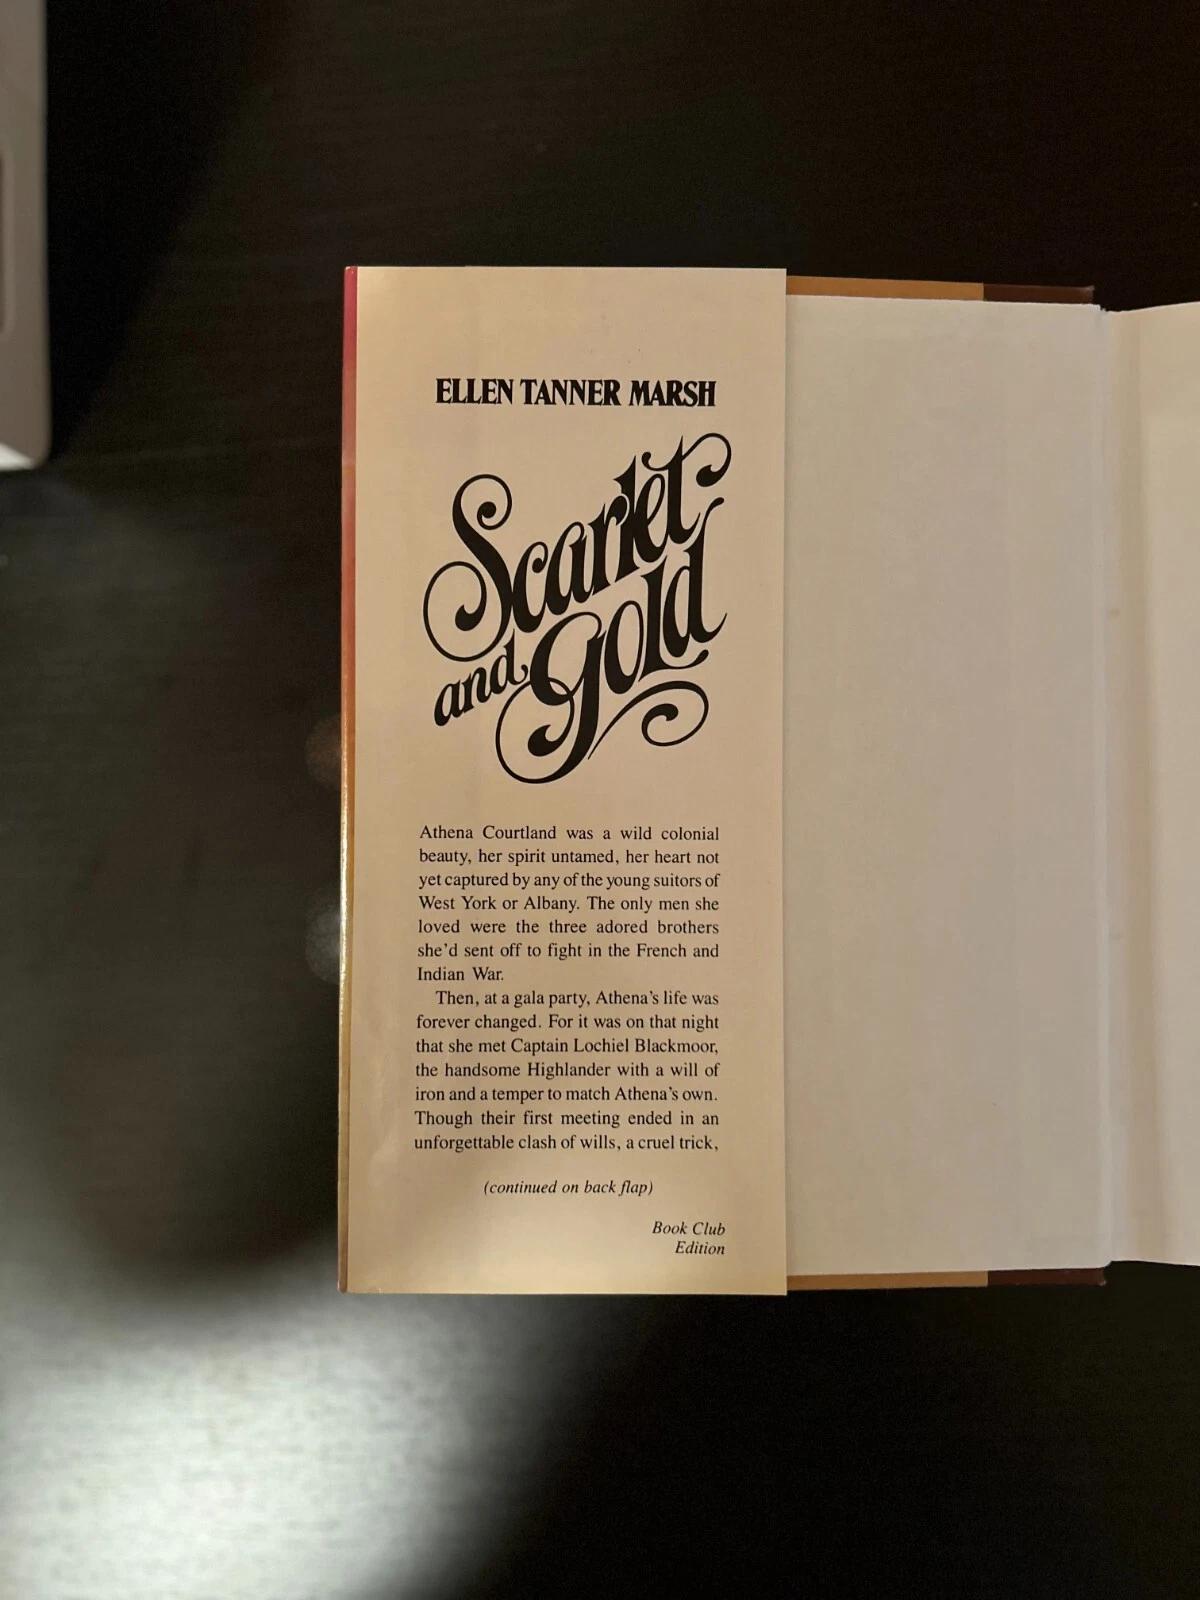 ELLEN TANNER MARSH
Scarlet
and Gold
Athena Courtland was a wild colonial
beauty, her spirit untamed, her heart not
yet captured by any of the young suitors of
West York or Albany. The only men she
loved were the three adored brothers
she'd sent off to fight in the French and
Indian War.
Then, at a gala party, Athena's life was
forever changed. For it was on that night
that she met Captain Lochiel Blackmoor,
the handsome Highlander with a will of
iron and a temper to match Athena's own.
Though their first meeting ended in an
unforgettable clash of wills, a cruel trick,
(continued on back flap)
Book Club
Edition